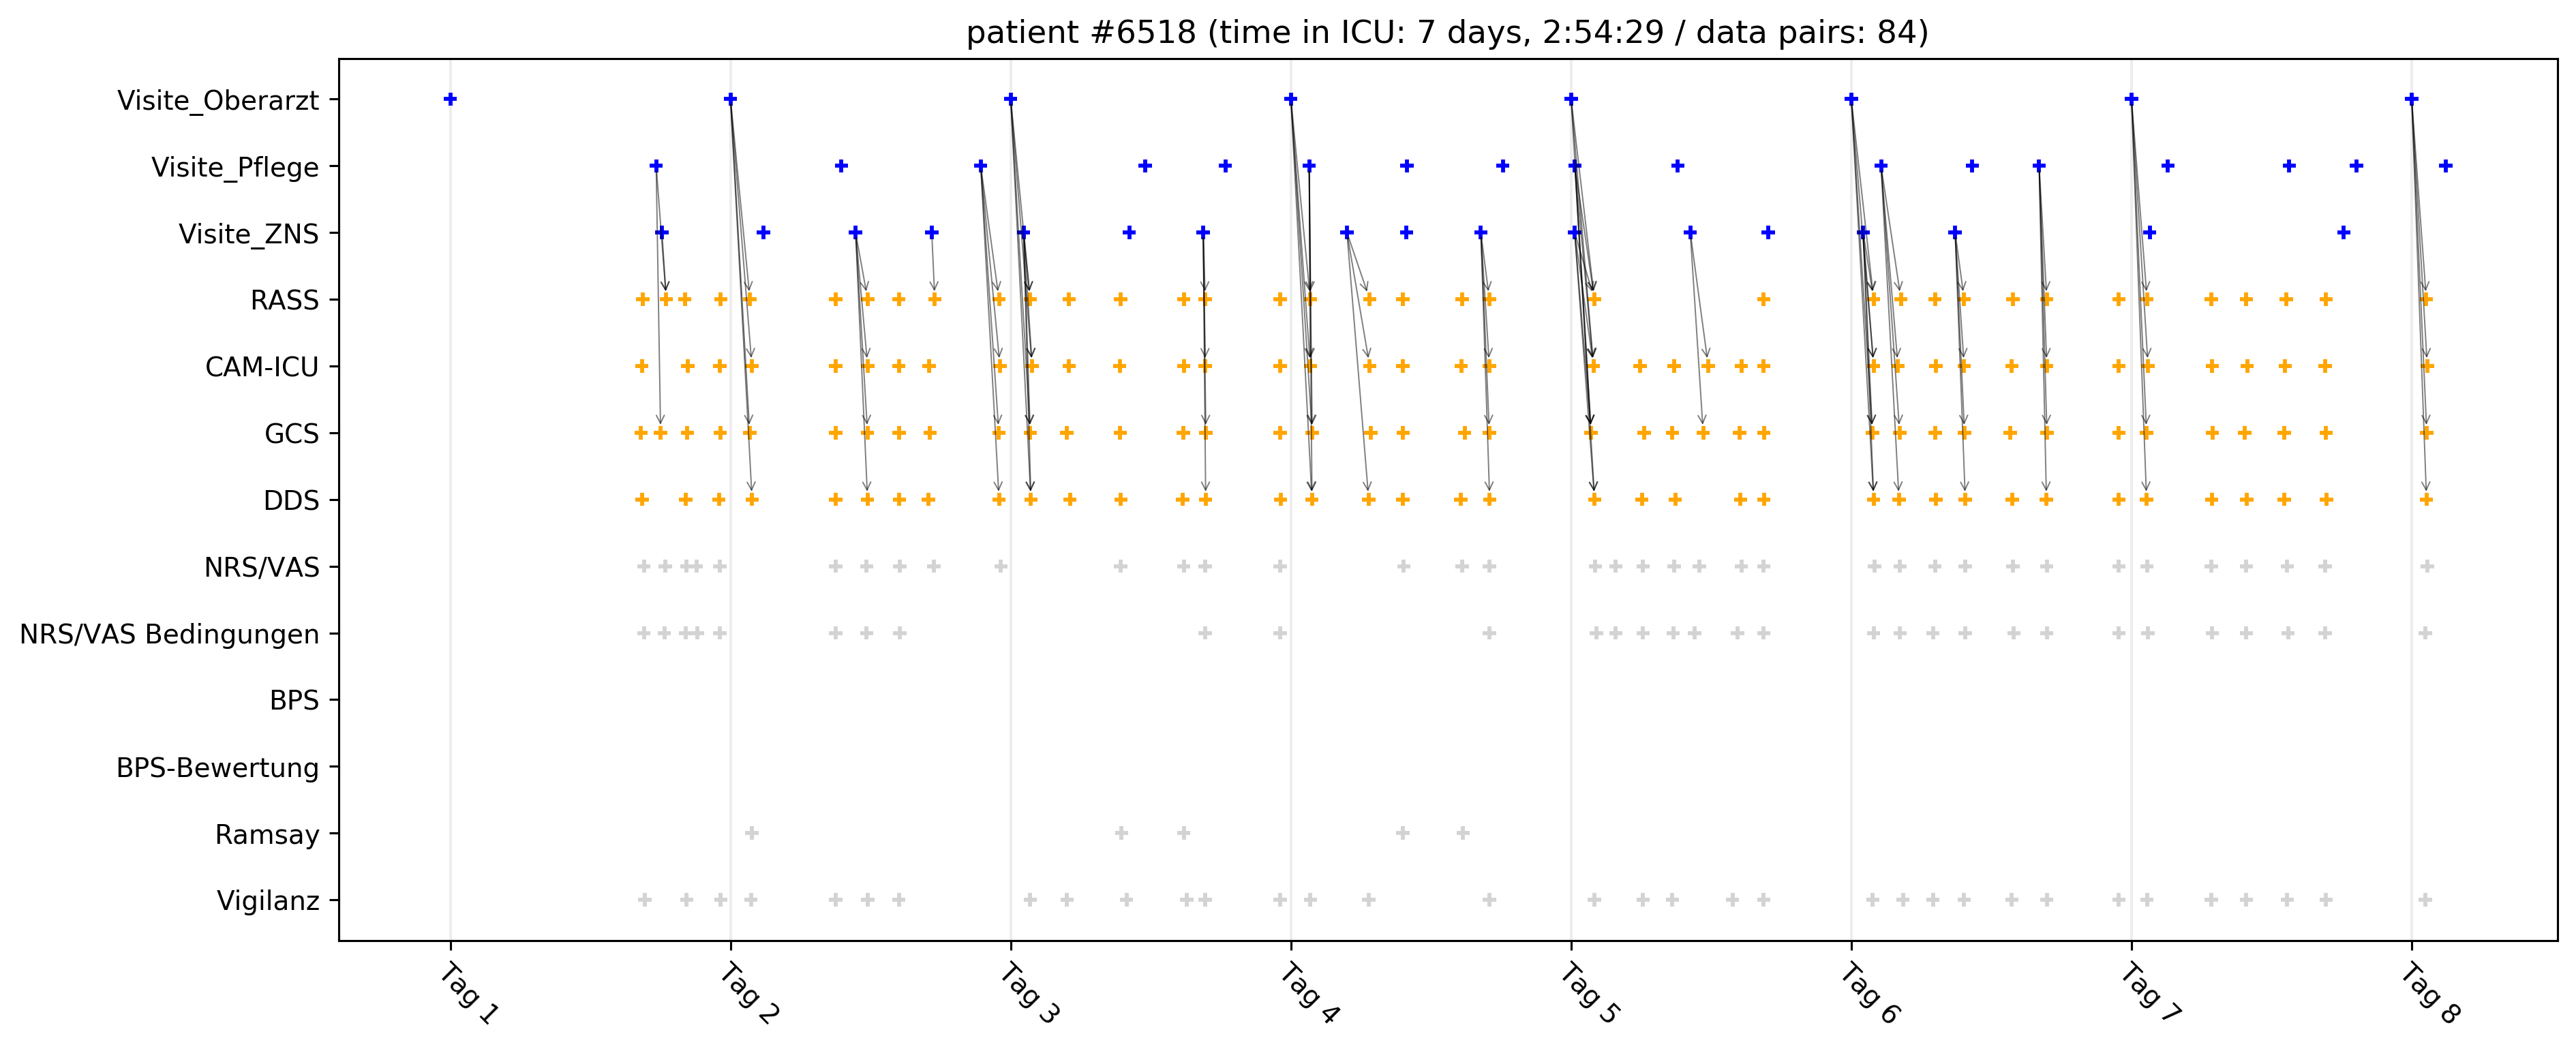 patient #6518 (time in ICU: 7 days, 2:54:29 / data pairs: 84)
Visite_Oberarzt
Visite_Pflege
Visite_ZNS
RASS
CAM-ICU
GCS
DDS
NRS/VAS
NRS/VAS Bedingungen
BPS
BPS-Bewertung
Ramsay
Vigilanz
Tag 1
Tag 2
Tag 3
Tag 4
Tag 5
Tag 6
Tag 7
Tag 8